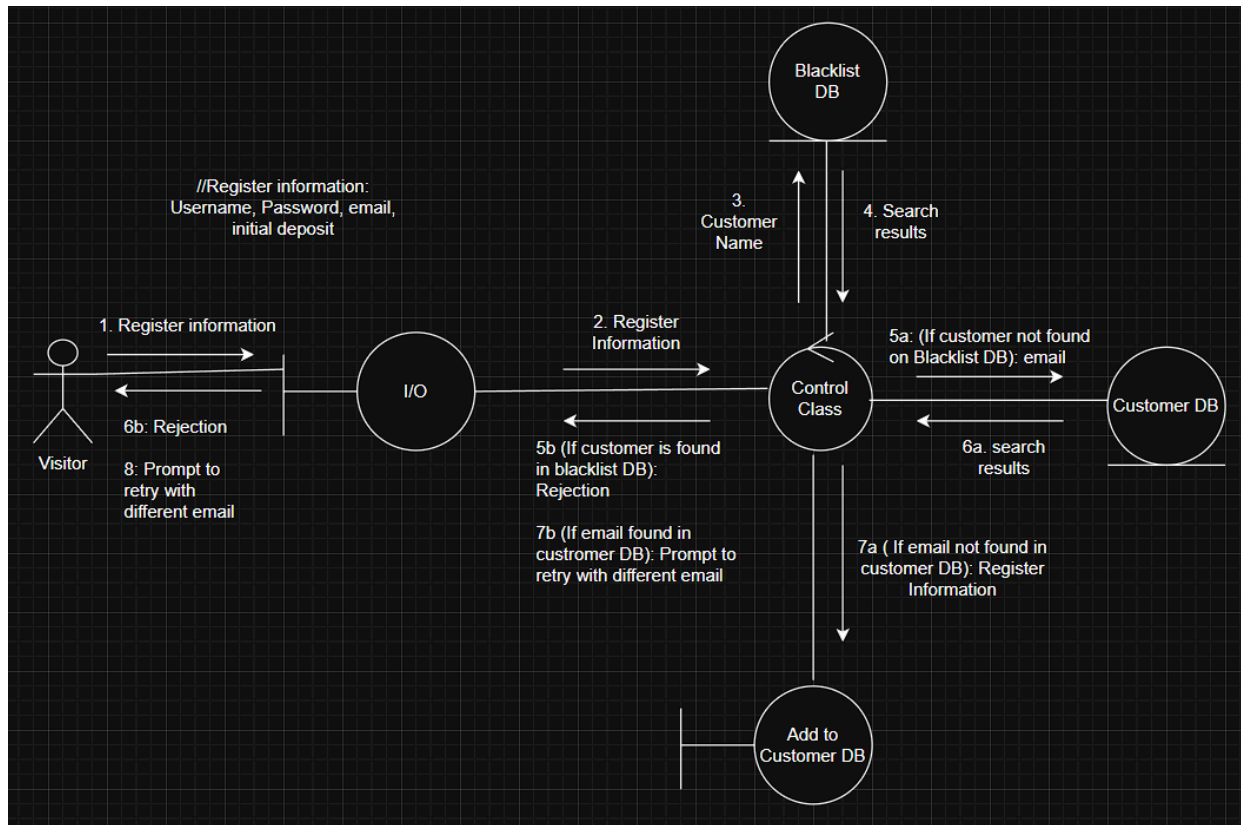 Blacklist
DB
//Register information:
Username, Password, email,
initial deposit
3.
Customer
Name
4. Search
results
1. Register information
2. Register
Information
5a: (If customer not found
on Blacklist DB): email
I/O
Control
Class
Customer DB
6b: Rejection
Visitor
8: Prompt to
retry with
different email
5b (If customer is found
in blacklist DB):
Rejection
6a. search
results
7b (If email found in
custromer DB): Prompt to
retry with different email
7a ( If email not found in
customer DB): Register
Information
Add to
Customer DB